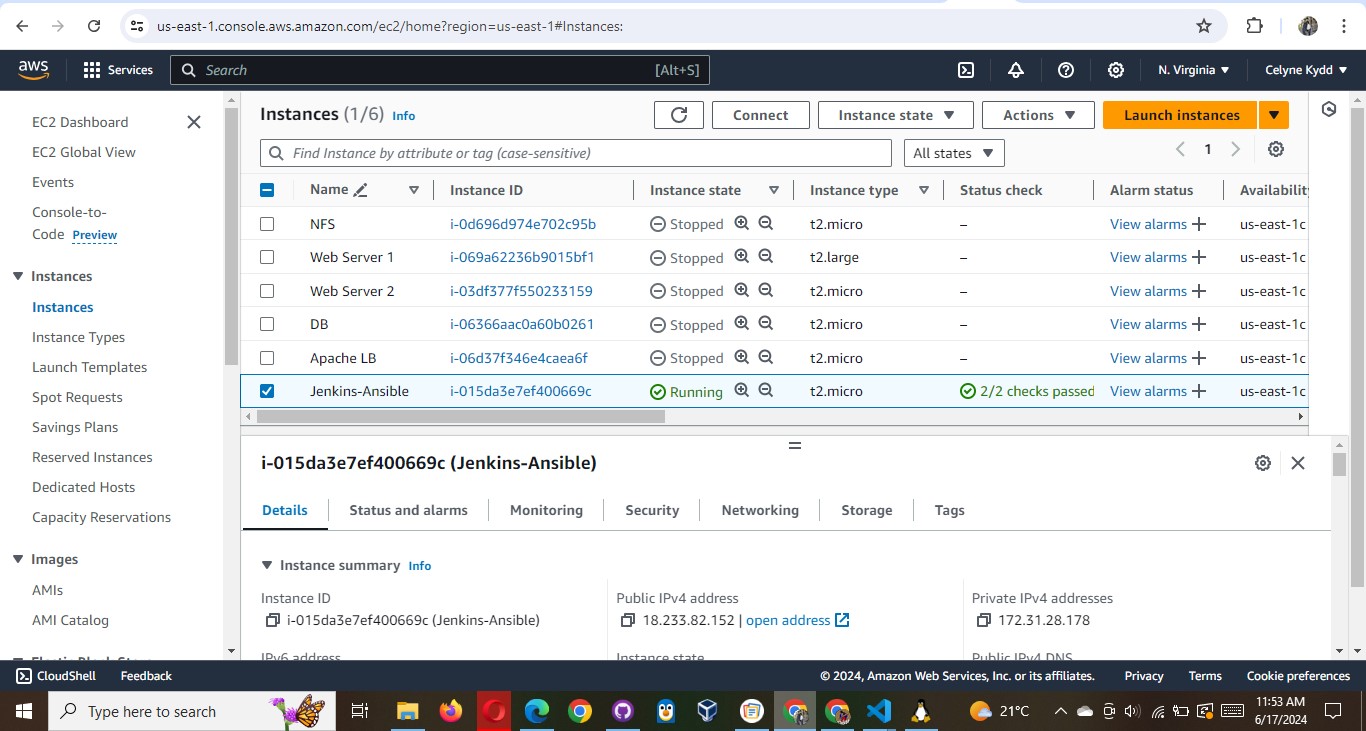 us-east-1.console.aws.amazon.com/ec2/home?region=us-east-1#Instances:
aws Services Search [Alt+S] N. Virginia Celyne Kydd
EC2 Dashboard
EC2 Global View
Events
Console-to-
Code Preview
Instances
Instances
Instance Types
Launch Templates
Spot Requests
Savings Plans
Reserved Instances
Dedicated Hosts
Capacity Reservations
Images
AMIs
AMI Catalog
Instances (1/6) Info Connect Instance state Actions Launch instances
Find Instance by attribute or tag (case-sensitive) All states 1
Name Instance ID Instance state Instance type Status check Alarm status Availability
NFS i-0d696d974e702c95b Stopped t2.micro – View alarms us-east-1c
Web Server 1 i-069a62236b9015bf1 Stopped t2.large – View alarms us-east-1c
Web Server 2 i-03df377f550233159 Stopped t2.micro – View alarms us-east-1c
DB i-06366aac0a60b0261 Stopped t2.micro – View alarms us-east-1c
Apache LB i-06d37f346e4caea6f Stopped t2.micro – View alarms us-east-1c
Jenkins-Ansible i-015da3e7ef400669c Running t2.micro 2/2 checks passed View alarms us-east-1c
i-015da3e7ef400669c (Jenkins-Ansible)
Details Status and alarms Monitoring Security Networking Storage Tags
Instance summary Info
Instance ID Public IPv4 address Private IPv4 addresses
i-015da3e7ef400669c (Jenkins-Ansible) 18.233.82.152 | open address 172.31.28.178
IPv6 address Instance state Public IPv4 DNS
CloudShell Feedback © 2024, Amazon Web Services, Inc. or its affiliates. Privacy Terms Cookie preferences
Type here to search 21°C 11:53 AM
6/17/2024